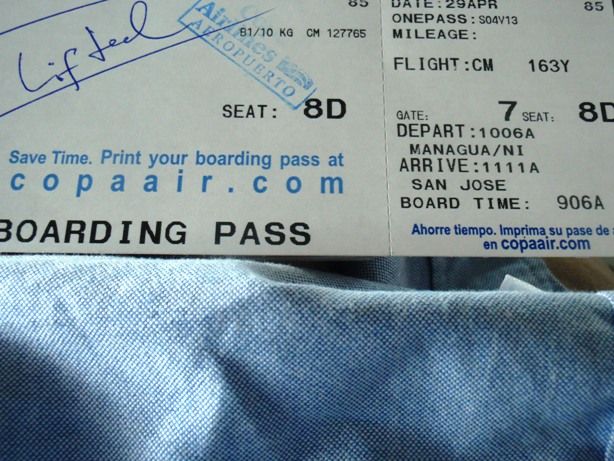 85
B1/10 KG CM 127765
Airlines
AEROPUERTO
SEAT: 8D
Save Time. Print your boarding pass at
copaair.com
BOARDING PASS
DATE:29APR 85
ONEPASS:S04V13
MILEAGE:
FLIGHT:CM 163Y
GATE: 7 SEAT: 8D
DEPART:1006A
MANAGUA/NI
ARRIVE:1111A
SAN JOSE
BOARD TIME: 906A
Ahorre tiempo. Imprima su pase de a
en copaair.com